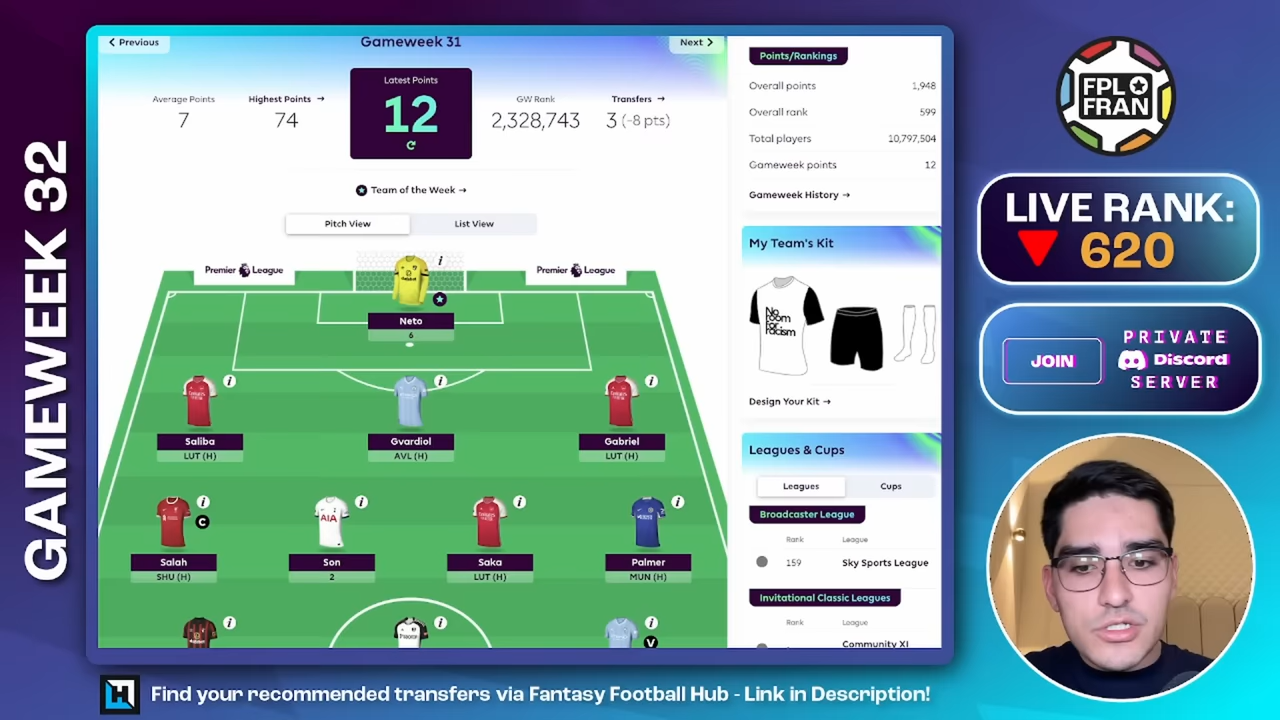 GAMEWEEK 32
Previous
Gameweek 31
Next
Average Points
7
Highest Points →
74
Latest Points
12
GW Rank
2,328,743
Transfers →
3 (-8 pts)
Team of the Week →
Pitch View
List View
Premier League
Premier League
Neto
6
Saliba
LUT (H)
Gvardiol
AVL (H)
Gabriel
LUT (H)
C
Salah
SHU (H)
AIA
Son
2
Saka
LUT (H)
Palmer
MUN (H)
V
Points/Rankings
Overall points 1,948
Overall rank 599
Total players 10,797,504
Gameweek points 12
Gameweek History →
My Team's Kit
No
room
for
racism
Design Your Kit →
Leagues & Cups
Leagues
Cups
Broadcaster League
Rank League
159 Sky Sports League
Invitational Classic Leagues
Rank League
Community XI
FPL
FRAN
LIVE RANK:
620
JOIN
PRIVATE
Discord
SERVER
Find your recommended transfers via Fantasy Football Hub - Link in Description!